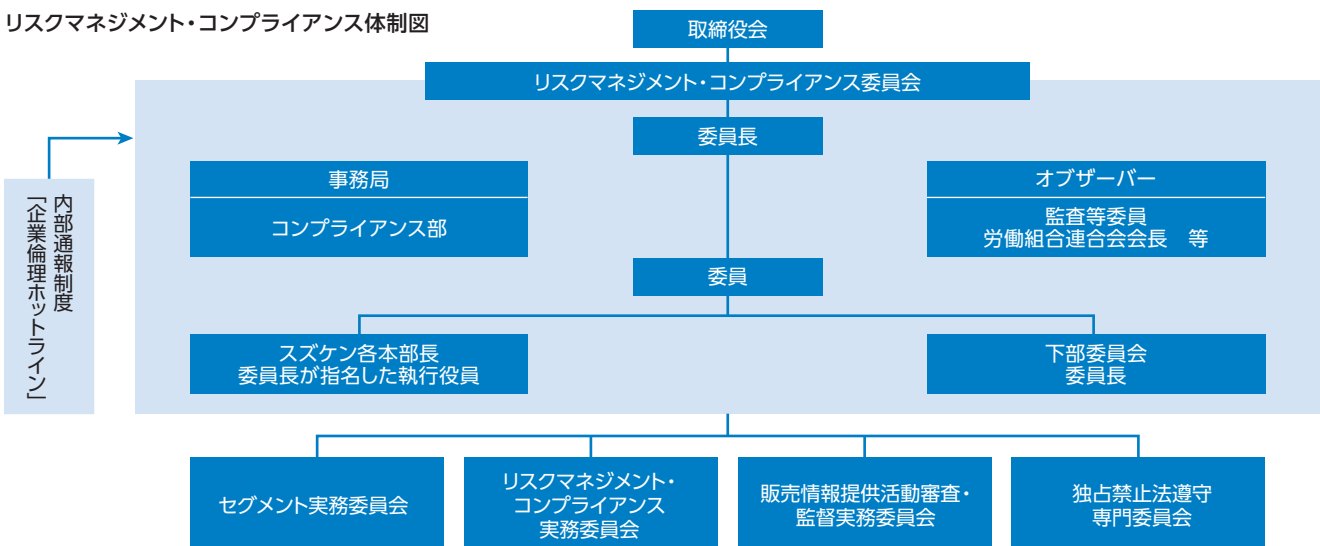 リスクマネジメント・コンプライアンス体制図
取締役会
リスクマネジメント・コンプライアンス委員会
委員長
事務局
コンプライアンス部
オブザーバー
監査等委員
労働組合連合会会長　等
内部通報制度
「企業倫理ホットライン」
委員
スズケン各本部長
委員長が指名した執行役員
下部委員会
委員長
セグメント実務委員会
リスクマネジメント・
コンプライアンス
実務委員会
販売情報提供活動審査・
監督実務委員会
独占禁止法遵守
専門委員会